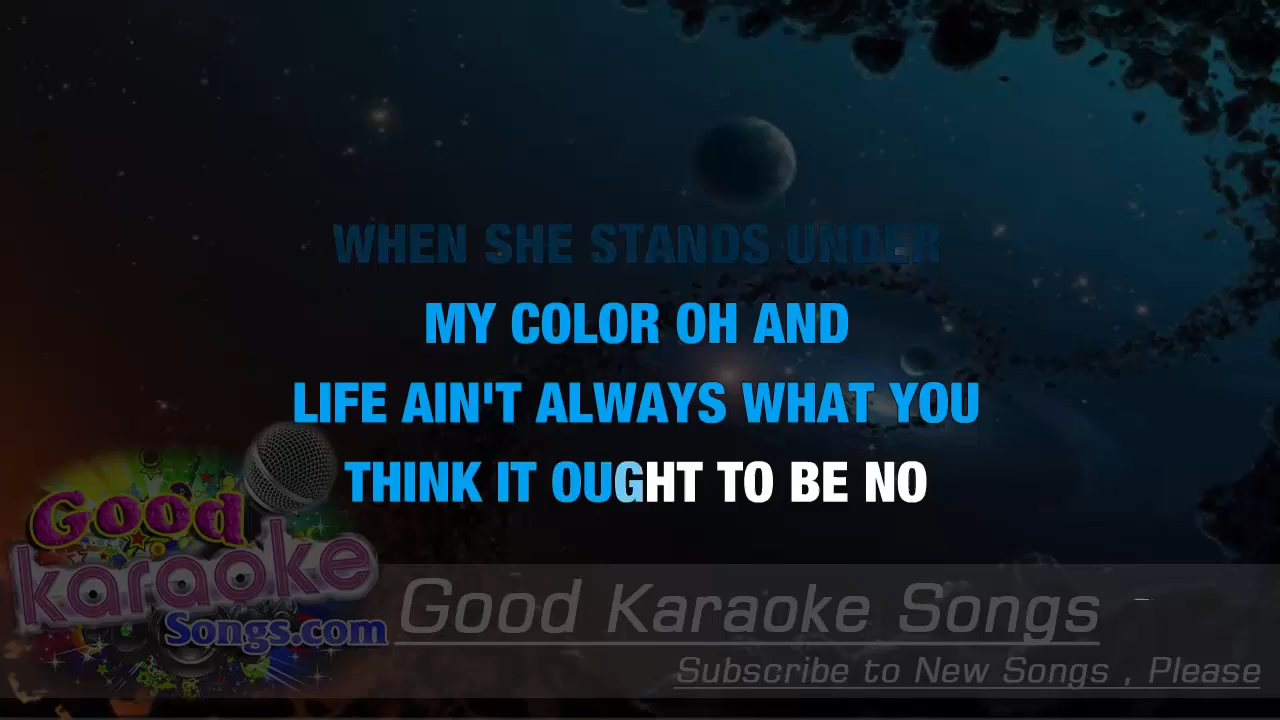 WHEN SHE STANDS UNDER
MY COLOR OH AND
LIFE AIN'T ALWAYS WHAT YOU
THINK IT OUGHT TO BE NO
Good
karaoke
Songs.com
Good Karaoke Songs
Subscribe to New Songs , Please